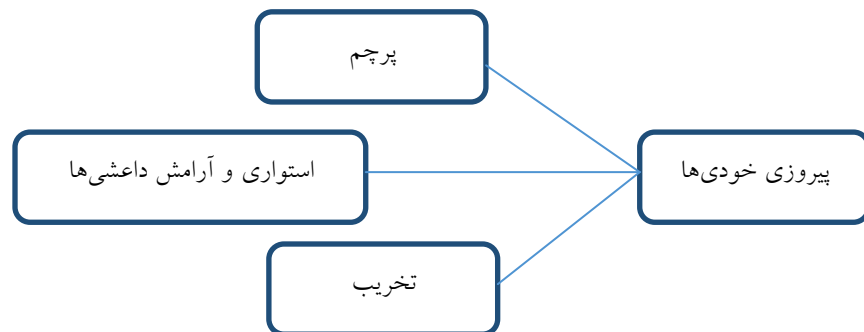 پرچم
پیروزی خودی‌ها
استواری و آرامش داعشی‌ها
تخریب